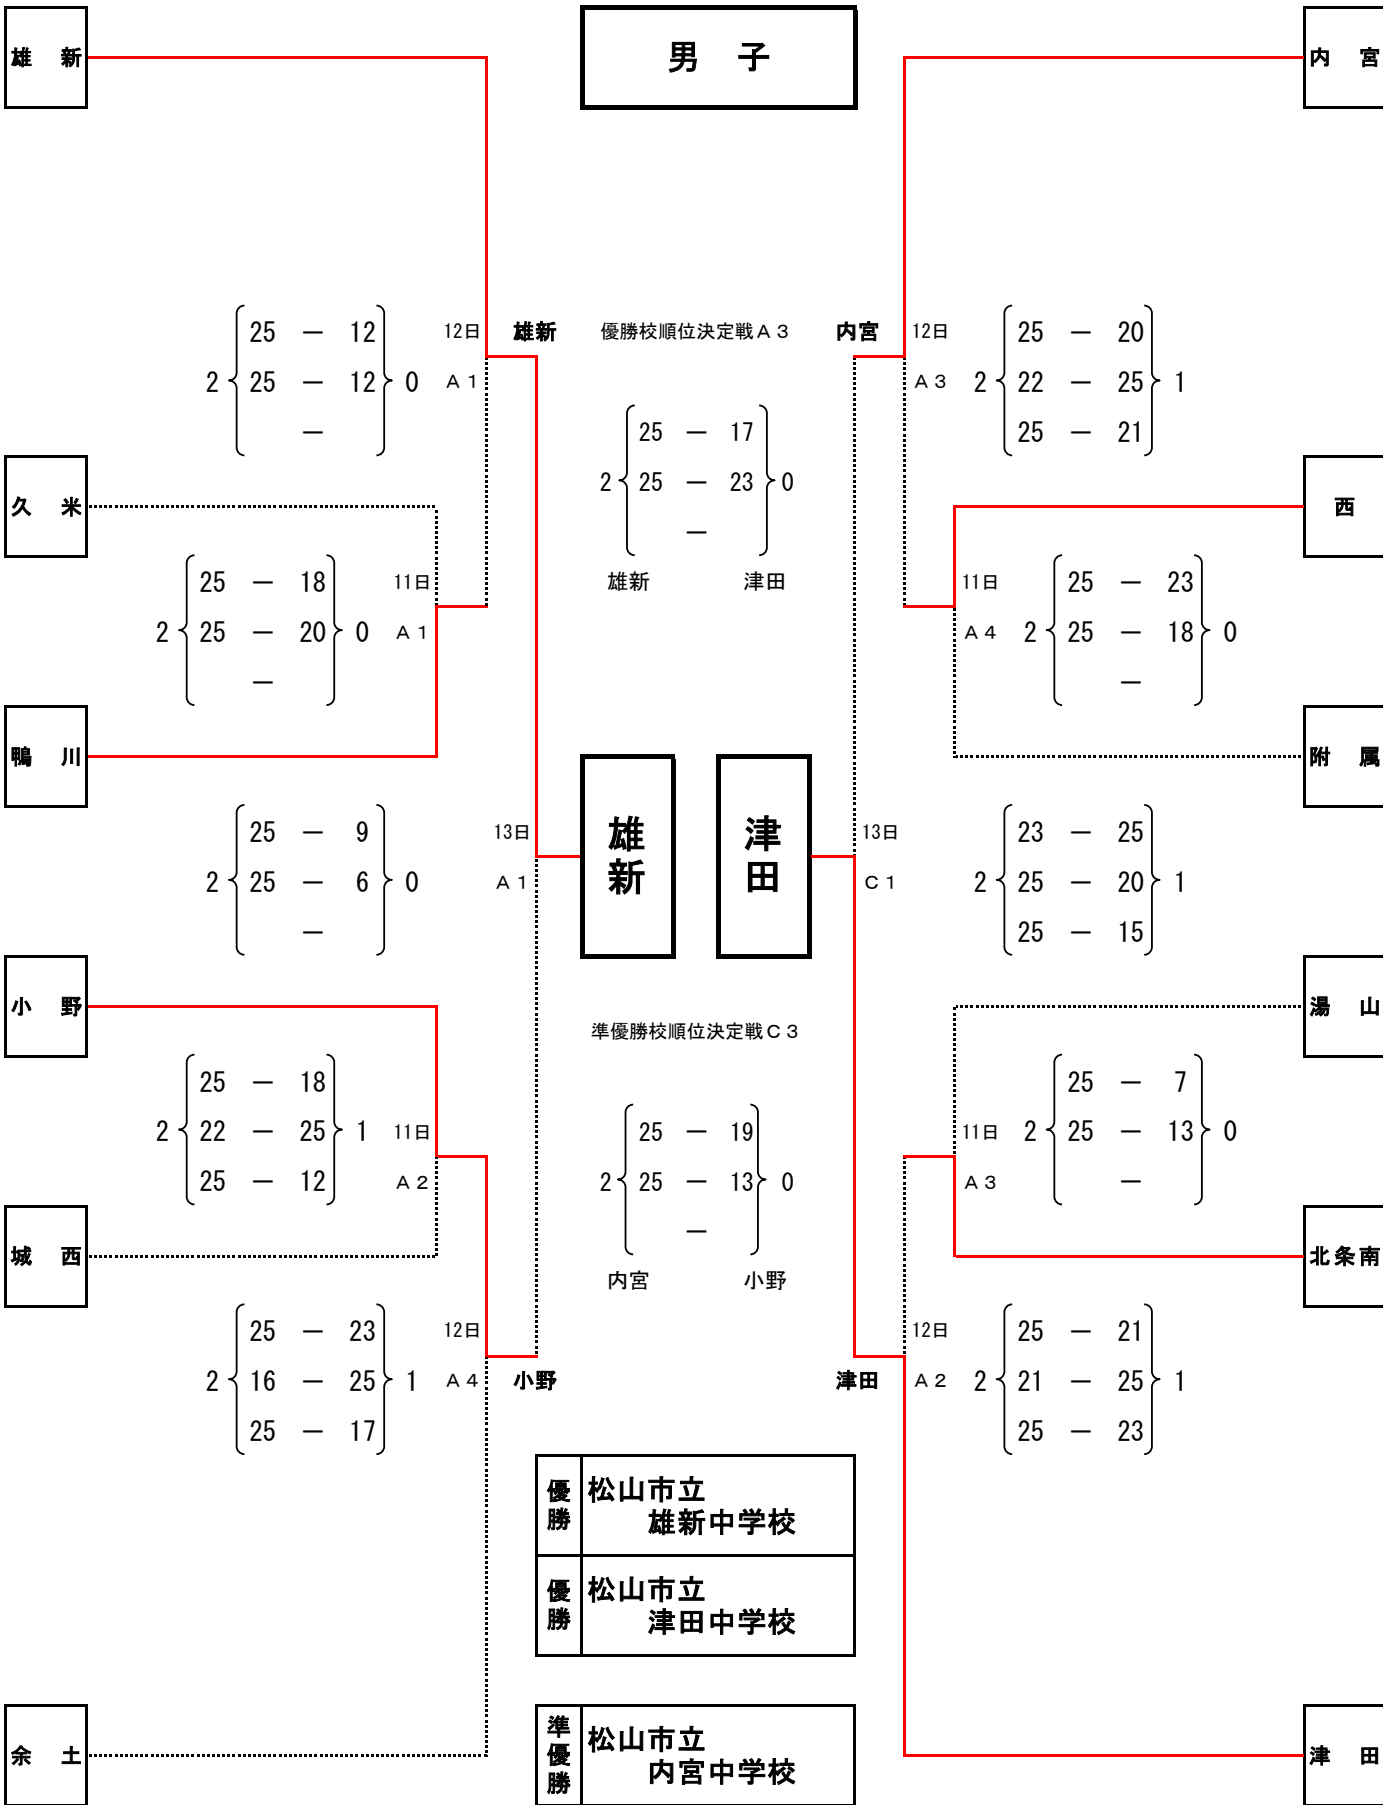 男　子
雄　新
内　宮
25 － 12
25 － 12
－
2
0
12日
A 1
雄新
優勝校順位決定戦A 3
内宮
12日
A 3
25 － 20
22 － 25
25 － 21
2
1
25 － 17
25 － 23
－
2
0
雄新
津田
久　米
西
25 － 18
25 － 20
－
2
0
11日
A 1
11日
A 4
25 － 23
25 － 18
－
2
0
鴨　川
附　属
25 － 9
25 － 6
－
2
0
13日
A 1
雄新
津田
13日
C 1
23 － 25
25 － 20
25 － 15
2
1
小　野
湯　山
準優勝校順位決定戦C 3
25 － 18
22 － 25
25 － 12
2
1
11日
A 2
25 － 19
25 － 13
－
2
0
内宮
小野
11日
A 3
25 － 7
25 － 13
－
2
0
城　西
北条南
25 － 23
16 － 25
25 － 17
2
1
12日
A 4
小野
津田
12日
A 2
25 － 21
21 － 25
25 － 23
2
1
優勝
松山市立
雄新中学校
優勝
松山市立
津田中学校
準優勝
松山市立
内宮中学校
余　土
津　田